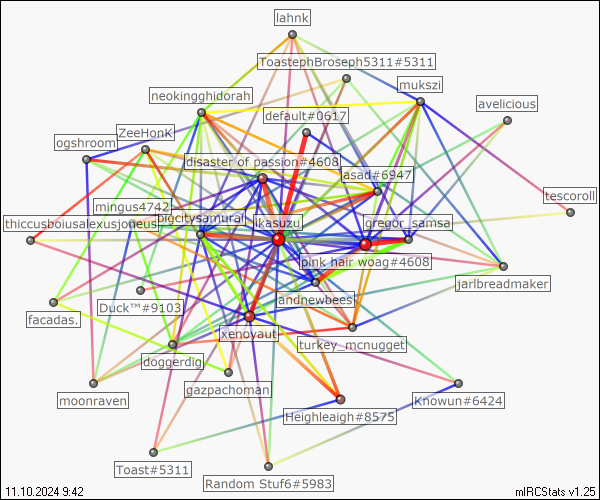 lahnk
ToastephBroseph5311#5311
mukszi
neokingghidorah
avelicious
default#0617
ZeeHonK
ogshroom
disaster of passion#4608
asad#6947
tescoroll
mingus4742
thiccusboiusalexusjoneus
bigcitysamurai
ikasuzu
gregor_samsa
pink hair woag#4608
jarlbreadmaker
andnewbees
Duck™#9103
facadas.
xenoyaut
turkey_mcnugget
doggerdig
gazpachoman
moonraven
Knowun#6424
Heighleaigh#8575
Toast#5311
Random Stuf6#5983
11.10.2024 9:42
mIRCStats v1.25